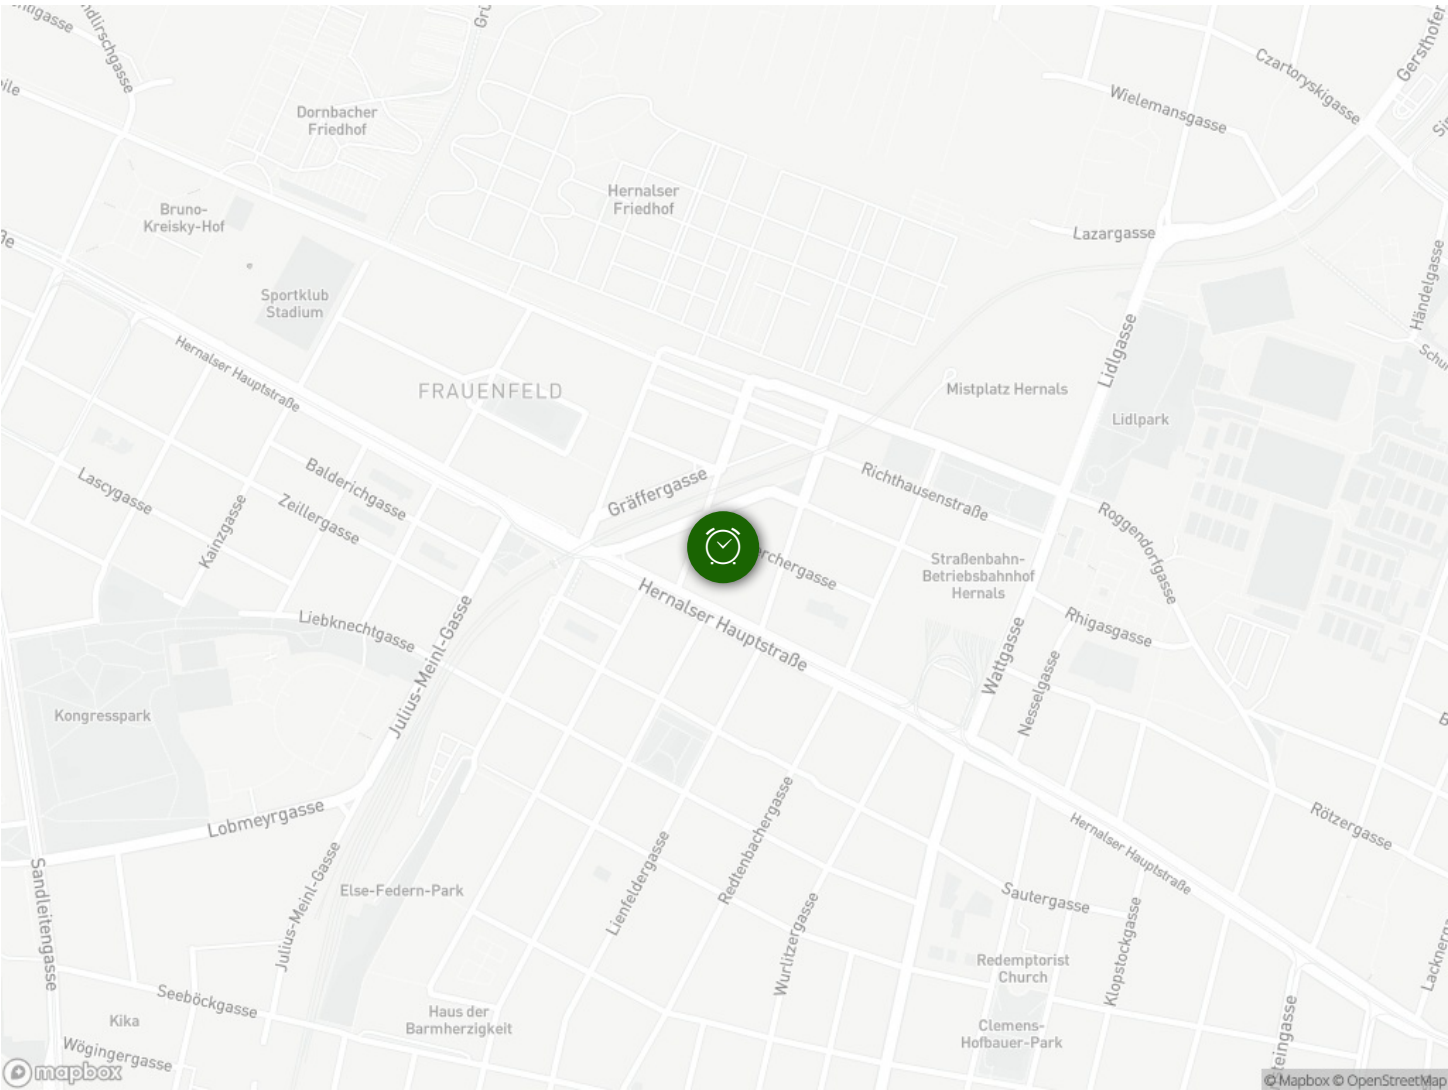 Czartoryskigasse
Gersthofer
Wielemansgasse
Dornbacher
Friedhof
Hernalser
Friedhof
Bruno-
Kreisky-Hof
Lazargasse
Händelgasse
Sportklub
Stadium
Lidlgasse
Hernalser Hauptstraße
FRAUENFELD
Mistplatz Hernals
Lidlpark
Balderichgasse
Gräffergasse
Richthausenstraße
Lascygasse
Zeillergasse
Kainzgasse
Roggendorfgasse
Straßenbahn-
Betriebsbahnhof
Hernals
Liebknechtgasse
Hernalser Hauptstraße
Rhigasgasse
Julius-Meinl-Gasse
Wattgasse
Nesselgasse
Kongresspark
Lobmeyrgasse
Rötzergasse
Hernalser Hauptstraße
Sandleitengasse
Julius-Meinl-Gasse
Else-Federn-Park
Lienfeldergasse
Redtenbachergasse
Sautergasse
Wurlitzergasse
Klopstockgasse
Redemptorist
Church
Seeböckgasse
Kika
Haus der
Barmherzigkeit
Clemens-
Hofbauer-Park
Wögingergasse
mapbox
© Mapbox © OpenStreetMap